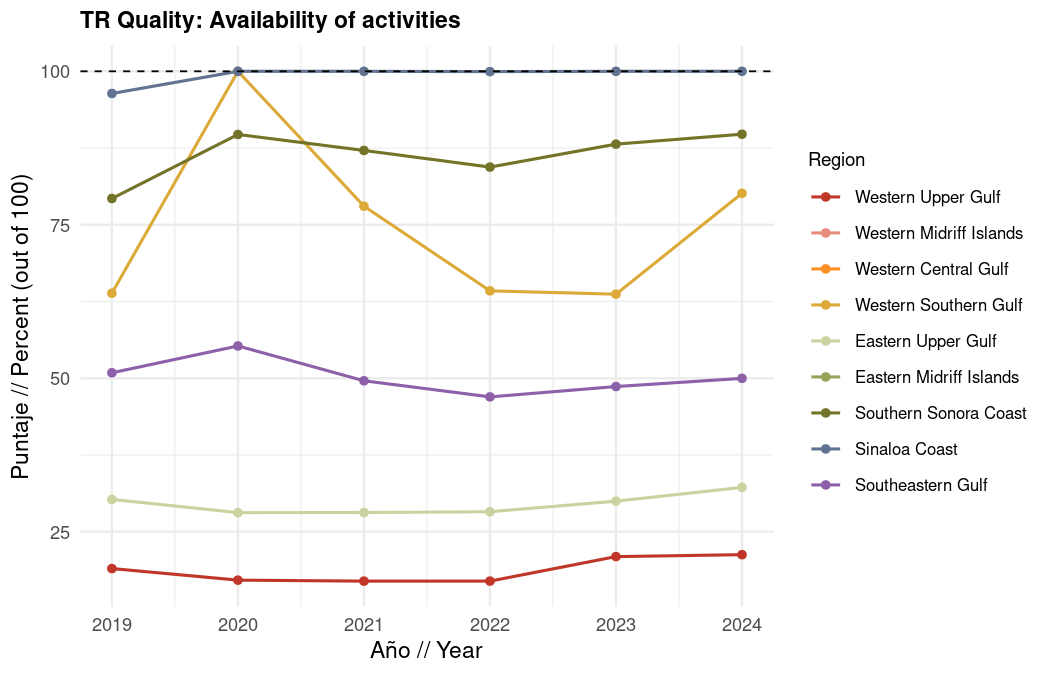 TR Quality: Availability of activities
Puntaje // Percent (out of 100)
100
75
50
25
2019 2020 2021 2022 2023 2024
Año // Year
Region
Western Upper Gulf
Western Midriff Islands
Western Central Gulf
Western Southern Gulf
Eastern Upper Gulf
Eastern Midriff Islands
Southern Sonora Coast
Sinaloa Coast
Southeastern Gulf